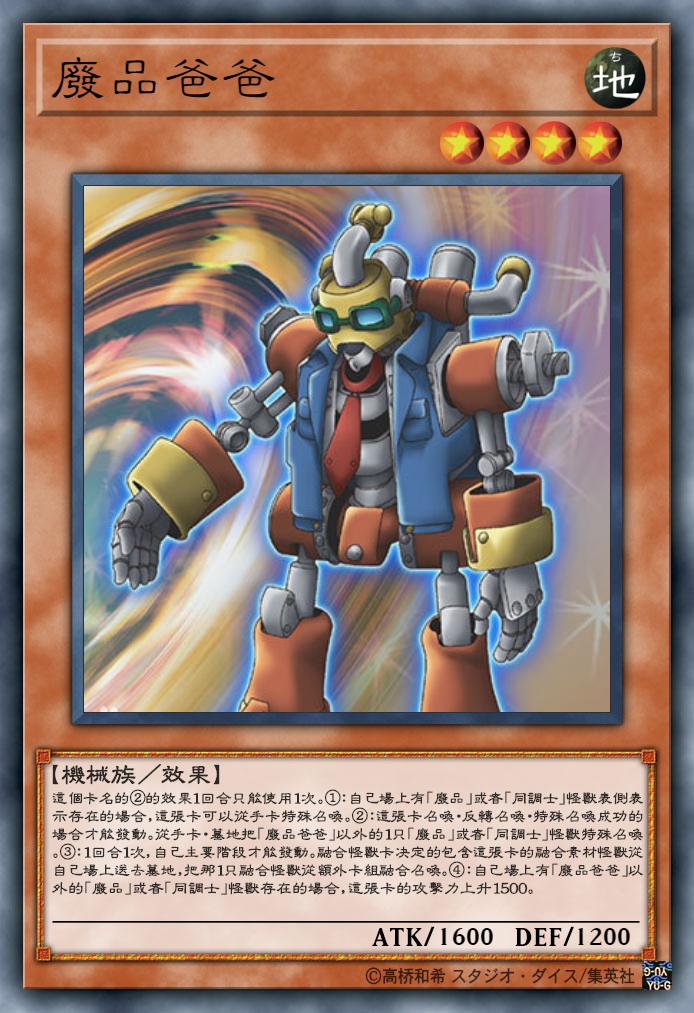 廢品爸爸
ち
地
【機械族／效果】
這個卡名的②的效果1回合只能使用1次。①：自己場上有「廢品」或者「同調士」怪獸表側表
示存在的場合，這張卡可以從手卡特殊召喚。②：這張卡召喚·反轉召喚·特殊召喚成功的
場合才能發動。從手卡·墓地把「廢品爸爸」以外的1只「廢品」或者「同調士」怪獸特殊召喚
。③：1回合1次，自己主要階段才能發動。融合怪獸卡决定的包含這張卡的融合素材怪獸從
自己場上送去墓地，把那1只融合怪獸從額外卡組融合召喚。④：自己場上有「廢品爸爸」以
外的「廢品」或者「同調士」怪獸存在的場合，這張卡的攻擊力上升1500。
ATK/1600 DEF/1200
©高桥和希 スタジオ・ダイス/集英社
YU-G
YU-G